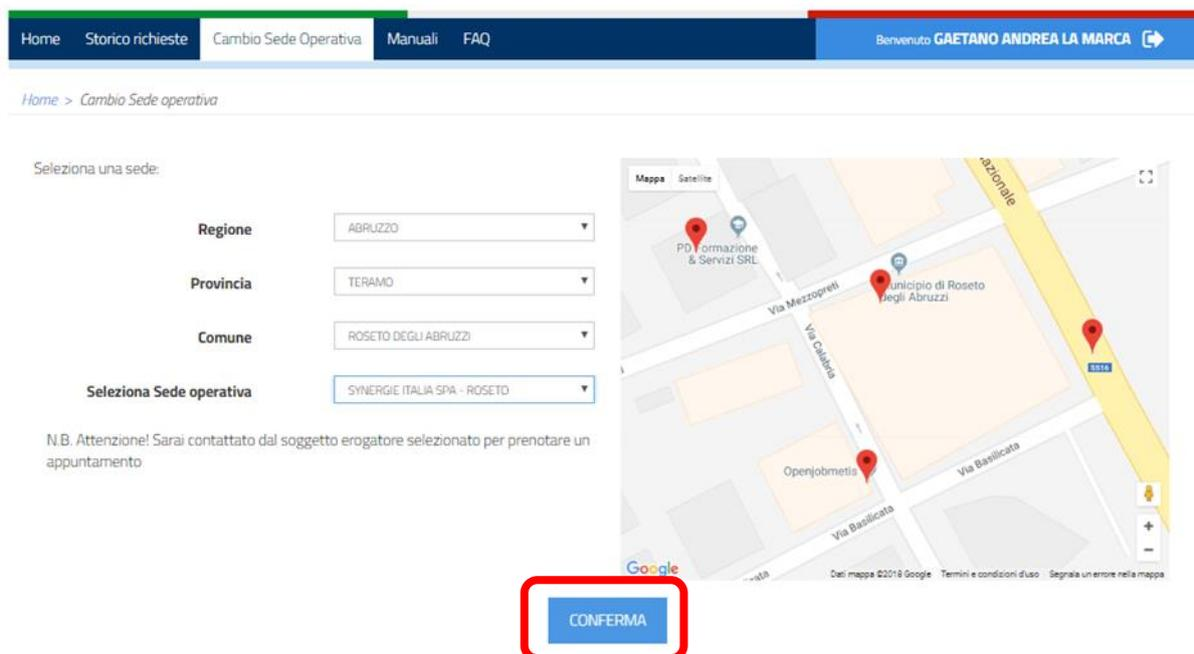 Home Storico richieste Cambio Sede Operativa Manuali FAQ Benvenuto GAETANO ANDREA LA MARCA
Home > Cambio Sede operativa
Seleziona una sede:
Regione ABRUZZO
Provincia TERAMO
Comune ROSETO DEGLI ABRUZZI
Seleziona Sede operativa SYNERGIE ITALIA SPA - ROSETO
N.B. Attenzione! Sarai contattato dal soggetto erogatore selezionato per prenotare un
appuntamento
Mappa Satellite
azionale
PD Formazione
& Servizi SRL
unicipio di Roseto
degli Abruzzi
Via Mezzopreti
Via Calabria
SS16
Openjobmetis
Via Basilicata
Via Basilicata
cata
Google
Dati mappa ©2018 Google Termini e condizioni d'uso Segnala un errore nella mappa
CONFERMA